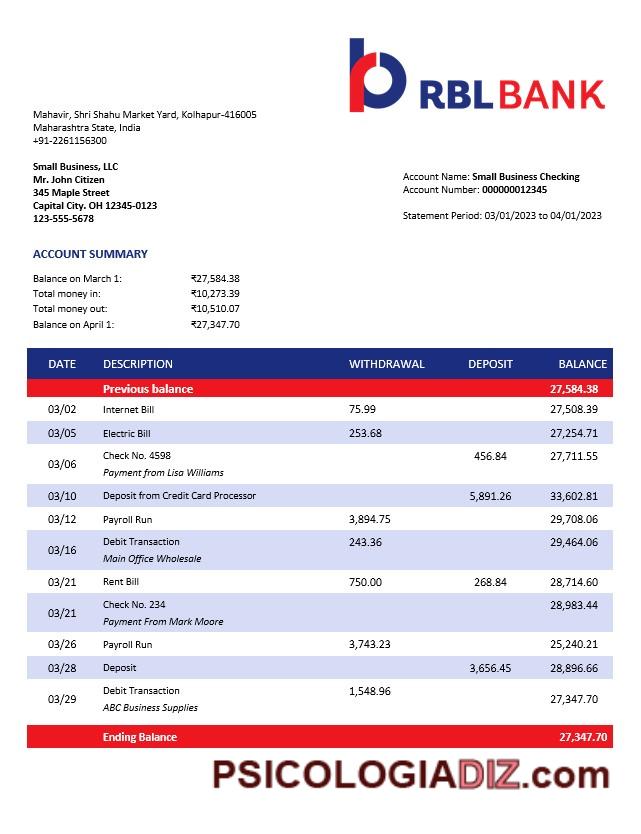 RBL BANK
Mahavir, Shri Shahu Market Yard, Kolhapur-416005
Maharashtra State, India
+91-2261156300
Small Business, LLC
Mr. John Citizen
345 Maple Street
Capital City. OH 12345-0123
123-555-5678
Account Name: Small Business Checking
Account Number: 000000012345
Statement Period: 03/01/2023 to 04/01/2023
ACCOUNT SUMMARY
Balance on March 1: ₹27,584.38
Total money in: ₹10,273.39
Total money out: ₹10,510.07
Balance on April 1: ₹27,347.70
DATE DESCRIPTION WITHDRAWAL DEPOSIT BALANCE
Previous balance 27,584.38
03/02 Internet Bill 75.99 27,508.39
03/05 Electric Bill 253.68 27,254.71
03/06 Check No. 4598 456.84 27,711.55
Payment from Lisa Williams
03/10 Deposit from Credit Card Processor 5,891.26 33,602.81
03/12 Payroll Run 3,894.75 29,708.06
03/16 Debit Transaction 243.36 29,464.06
Main Office Wholesale
03/21 Rent Bill 750.00 268.84 28,714.60
03/21 Check No. 234 28,983.44
Payment From Mark Moore
03/26 Payroll Run 3,743.23 25,240.21
03/28 Deposit 3,656.45 28,896.66
03/29 Debit Transaction 1,548.96 27,347.70
ABC Business Supplies
Ending Balance 27,347.70
PSICOLOGIADIZ.com